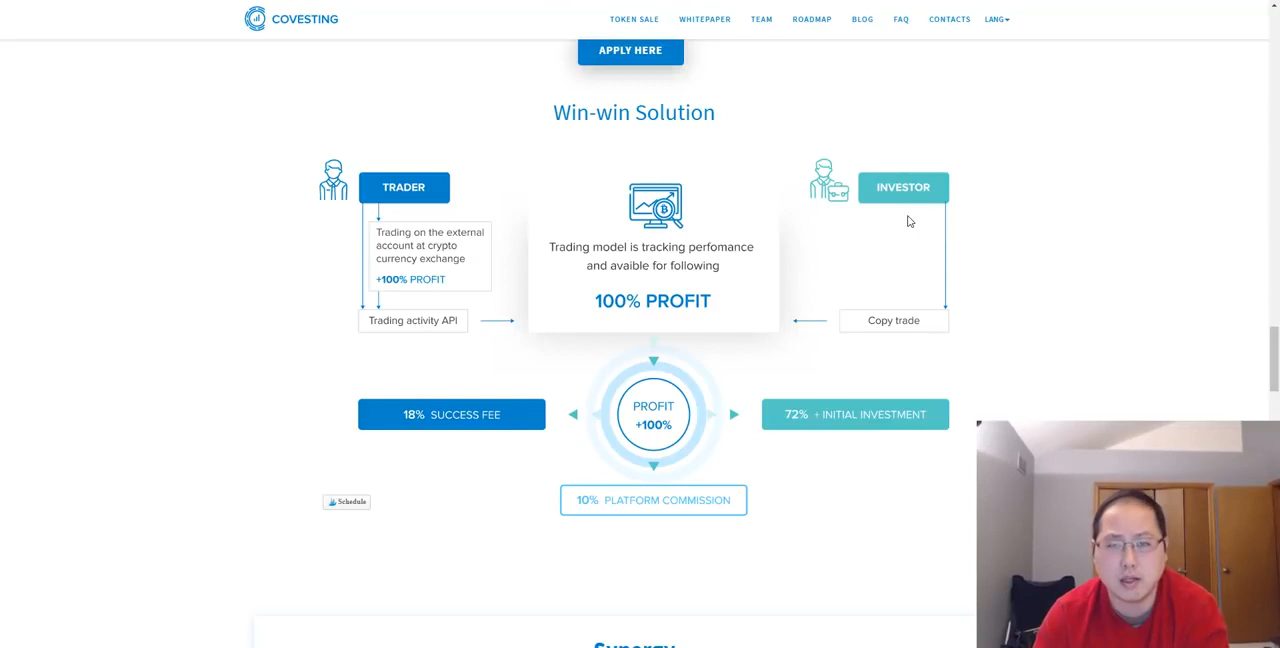 COVESTING
TOKEN SALE WHITEPAPER TEAM ROADMAP BLOG FAQ CONTACTS LANG
APPLY HERE
Win-win Solution
TRADER
Trading on the external
account at crypto
currency exchange
+100% PROFIT
Trading activity API
Trading model is tracking perfomance
and avaible for following
100% PROFIT
INVESTOR
Copy trade
18% SUCCESS FEE
PROFIT
+100%
72% + INITIAL INVESTMENT
10% PLATFORM COMMISSION
Schedule
Synergy